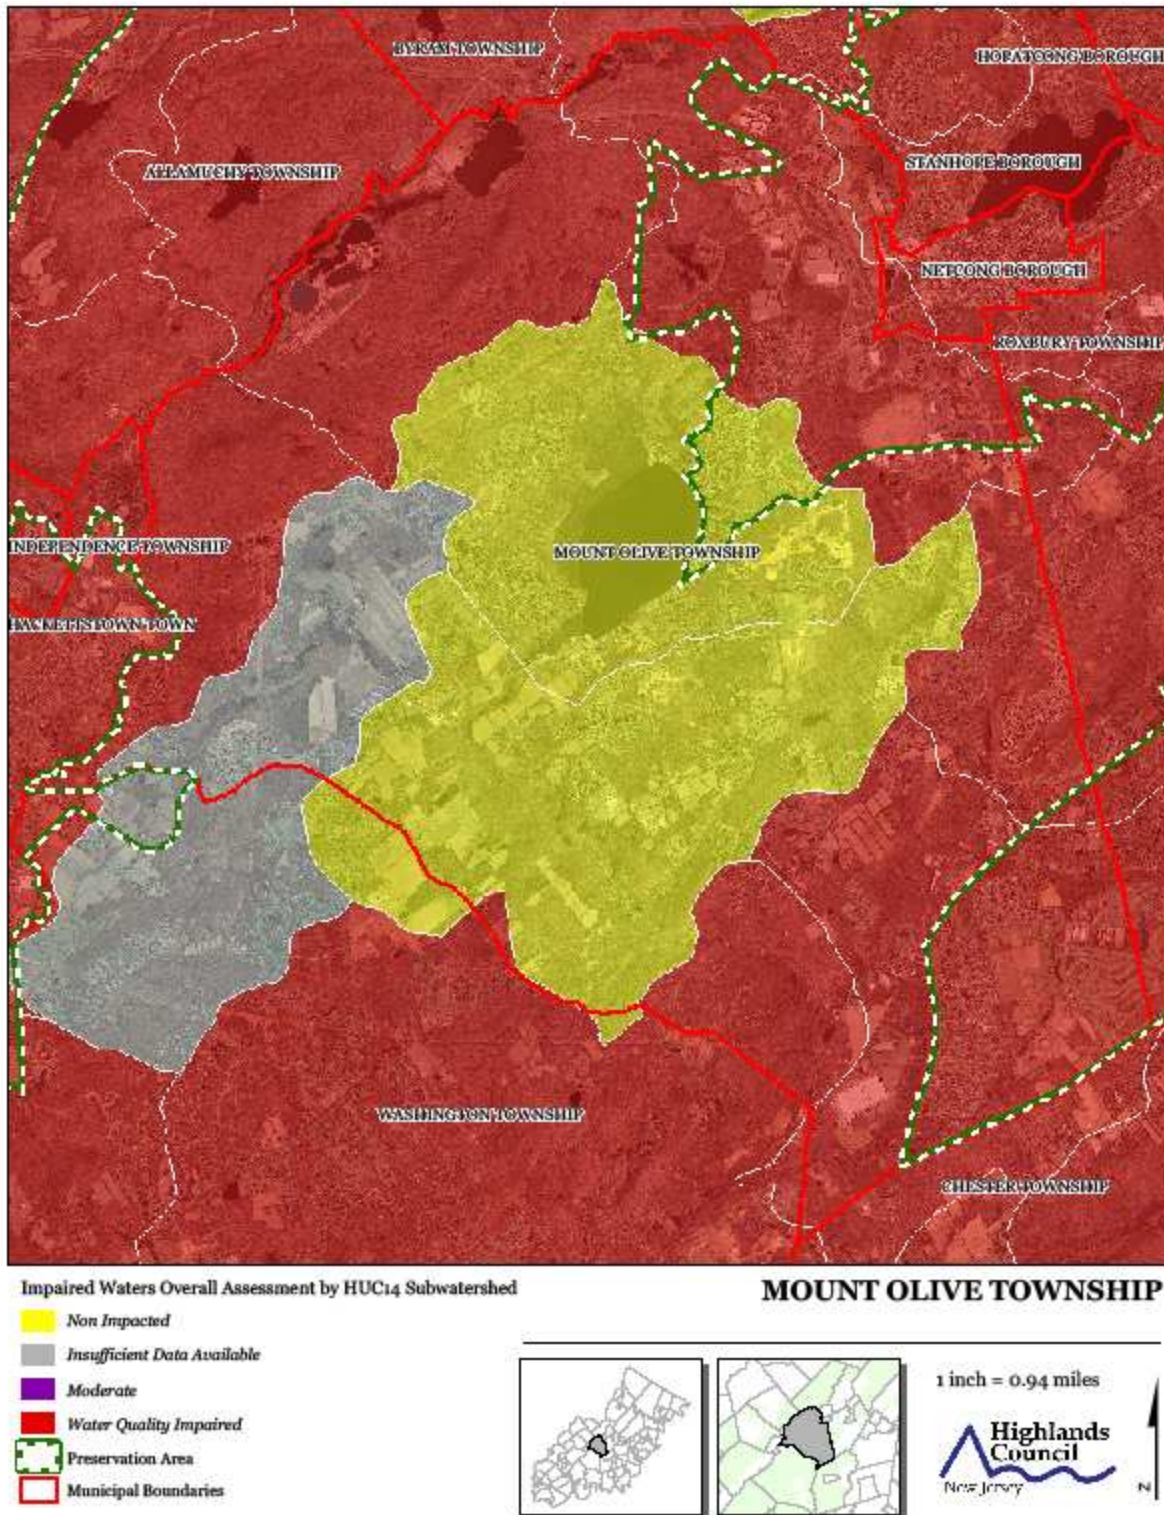 BYRAM TOWNSHIP
HOPATCONG BOROUGH
ALLAMUCHY TOWNSHIP
STANHOPE BOROUGH
NETCONG BOROUGH
ROXBURY TOWNSHIP
INDEPENDENCE TOWNSHIP
MOUNT OLIVE TOWNSHIP
HACKETTSTOWN TOWN
WASHINGTON TOWNSHIP
CHESTER TOWNSHIP
Impaired Waters Overall Assessment by HUC14 Subwatershed
Non Impacted
Insufficient Data Available
Moderate
Water Quality Impaired
Preservation Area
Municipal Boundaries
MOUNT OLIVE TOWNSHIP
1 inch = 0.94 miles
Highlands
Council
New Jersey
N